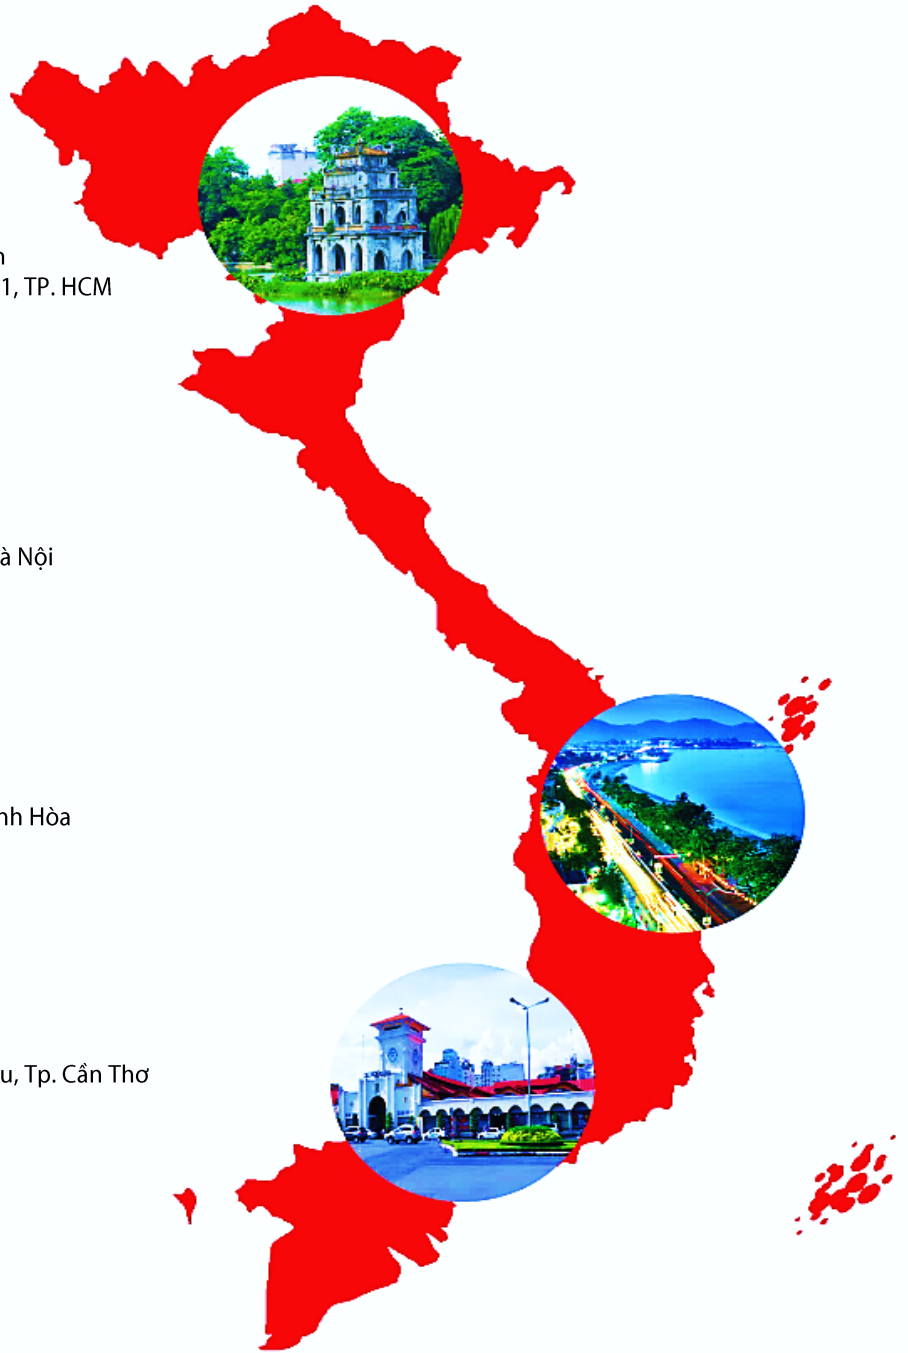 n
1, TP. HCM
à Nội
nh Hòa
u, Tp. Cần Thơ